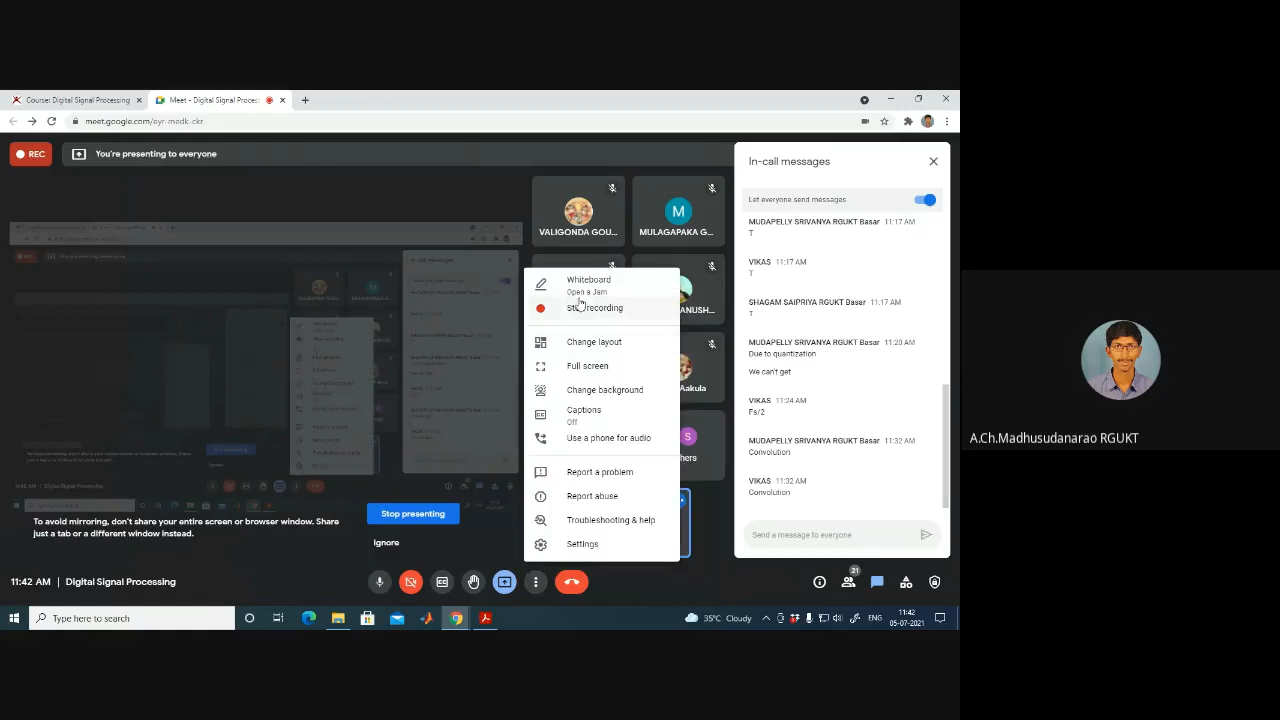 Course: Digital Signal Processing
Meet - Digital Signal Proces
meet.google.com/eyr-medk-ckr
REC
You're presenting to everyone
In-call messages
Let everyone send messages
MUDAPELLY SRIVANYA RGUKT Basar 11:17 AM
T
VIKAS 11:17 AM
T
SHAGAM SAIPRIYA RGUKT Basar 11:17 AM
T
MUDAPELLY SRIVANYA RGUKT Basar 11:20 AM
Due to quantization
We can't get
VIKAS 11:24 AM
Fs/2
MUDAPELLY SRIVANYA RGUKT Basar 11:32 AM
Convolution
VIKAS 11:32 AM
Convolution
Send a message to everyone
VALIGONDA GOU...
M
MULAGAPAKA G...
ANUSH...
Aakula
S
hers
Whiteboard
Open a Jam
recording
Change layout
Full screen
Change background
Captions
Off
Use a phone for audio
Report a problem
Report abuse
Troubleshooting & help
Settings
To avoid mirroring, don't share your entire screen or browser window. Share
just a tab or a different window instead.
Stop presenting
Ignore
11:42 AM | Digital Signal Processing
21
Type here to search
35°C Cloudy
ENG
11:42
05-07-2021
A.Ch.Madhusudanarao RGUKT